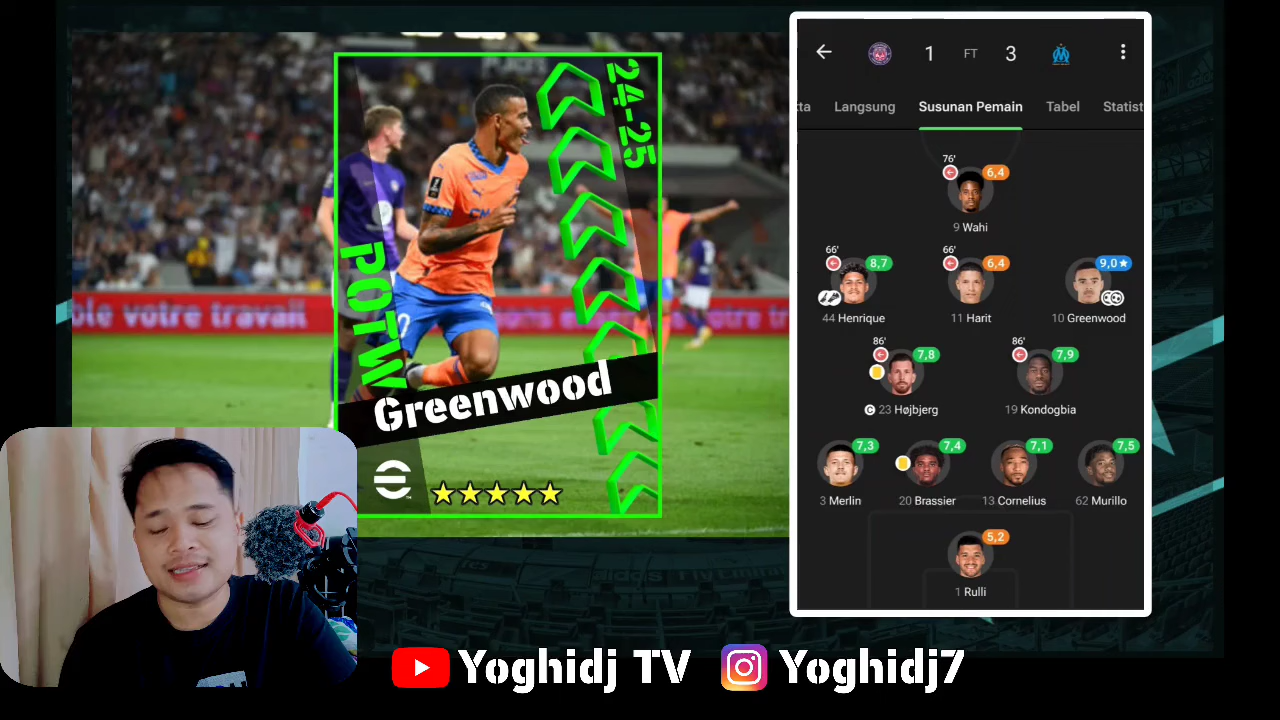 24-25
POTW
Greenwood
1 FT 3
Langsung Susunan Pemain Tabel Statist
76'
6,4
9 Wahi
66' 66'
8,7 6,4 9,0★
44 Henrique 11 Harit 10 Greenwood
86' 86'
7,8 7,9
C 23 Højbjerg 19 Kondogbia
7,3 7,4 7,1 7,5
3 Merlin 20 Brassier 13 Cornelius 62 Murillo
5,2
1 Rulli
ble votre travail
Yoghidj TV Yoghidj7